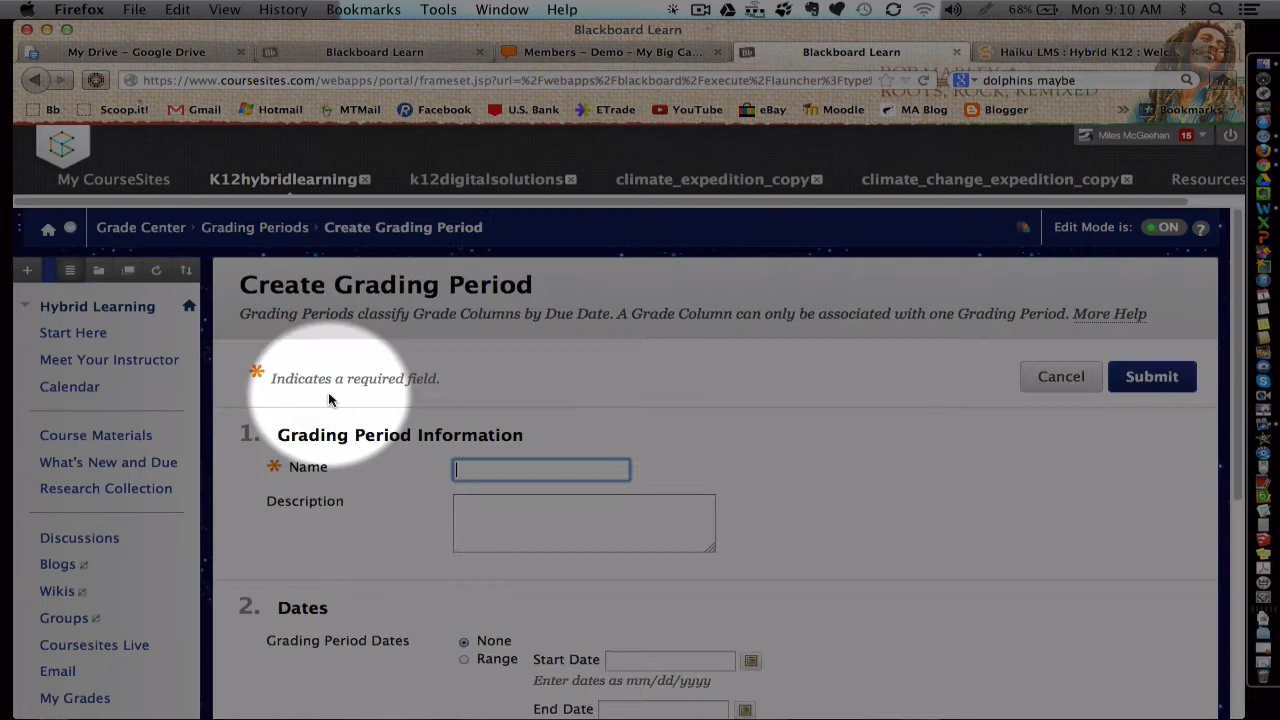 Firefox File Edit View History Bookmarks Tools Window Help 68% Mon 9:10 AM
Blackboard Learn
My Drive – Google Drive Blackboard Learn Members – Demo – My Big Ca... Blackboard Learn Haiku LMS : Hybrid K12 : Welc...
https://www.coursesites.com/webapps/portal/frameset.jsp?url=%2Fwebapps%2Fblackboard%2Fexecute%2Flauncher%3Ftype% dolphins maybe
ROOTS, ROCK, REMIXED
Bb Scoop.it! Gmail Hotmail MTMail Facebook U.S. Bank ETrade YouTube eBay Moodle MA Blog Blogger Bookmarks
Miles McGeehan 15
My CourseSites K12hybridlearning k12digitalsolutions climate_expedition_copy climate_change_expedition_copy Resources
Grade Center Grading Periods Create Grading Period Edit Mode is: ON ?
Create Grading Period
Grading Periods classify Grade Columns by Due Date. A Grade Column can only be associated with one Grading Period. More Help
Hybrid Learning
Start Here
Meet Your Instructor
Calendar
Course Materials
What's New and Due
Research Collection
Discussions
Blogs
Wikis
Groups
Coursesites Live
Email
My Grades
* Indicates a required field.
Cancel Submit
1. Grading Period Information
* Name
Description
2. Dates
Grading Period Dates None
Range Start Date
Enter dates as mm/dd/yyyy
End Date